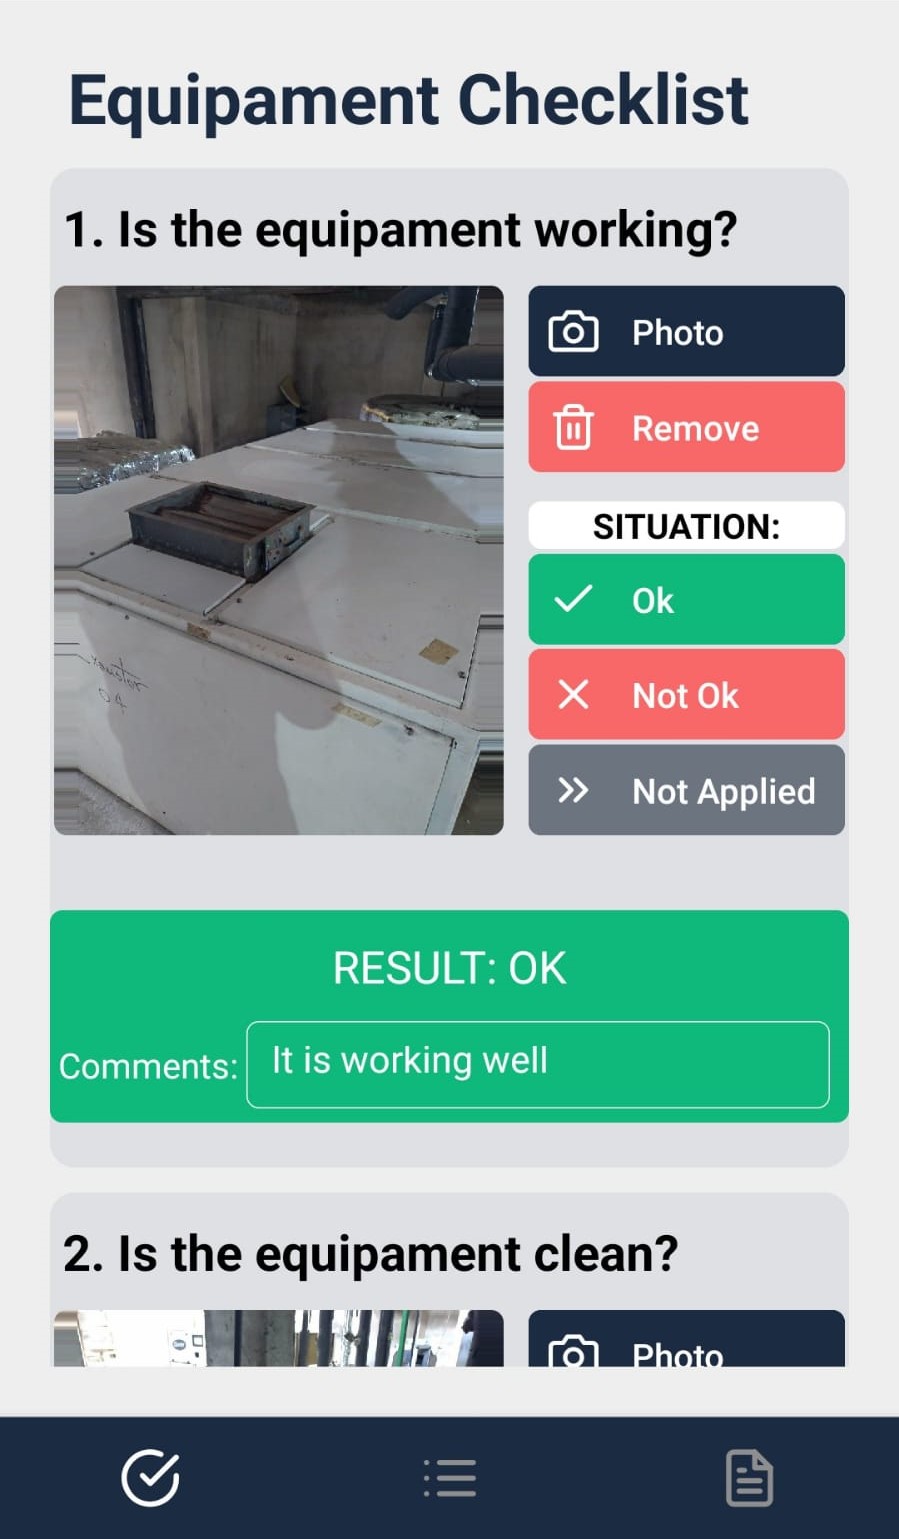 Equipament Checklist
1. Is the equipament working?
Photo
Remove
SITUATION:
Ok
Not Ok
Not Applied
04
RESULT: OK
Comments: It is working well
2. Is the equipament clean?
Photo